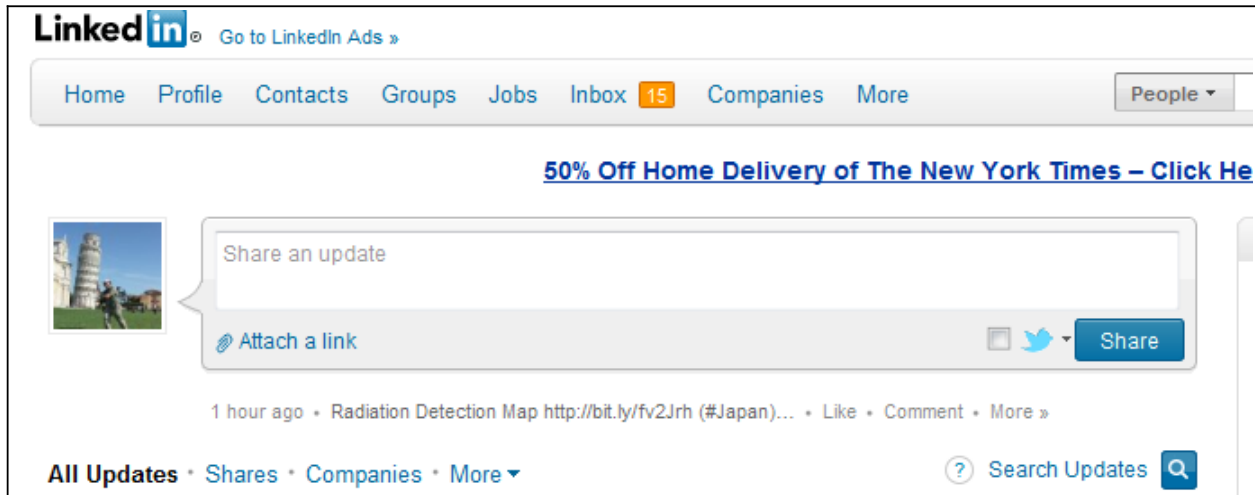 Linked in® Go to LinkedIn Ads »
Home Profile Contacts Groups Jobs Inbox 15 Companies More People
50% Off Home Delivery of The New York Times – Click He
Share an update
Attach a link Share
1 hour ago • Radiation Detection Map http://bit.ly/fv2Jrh (#Japan)... • Like • Comment • More »
All Updates · Shares · Companies · More ? Search Updates